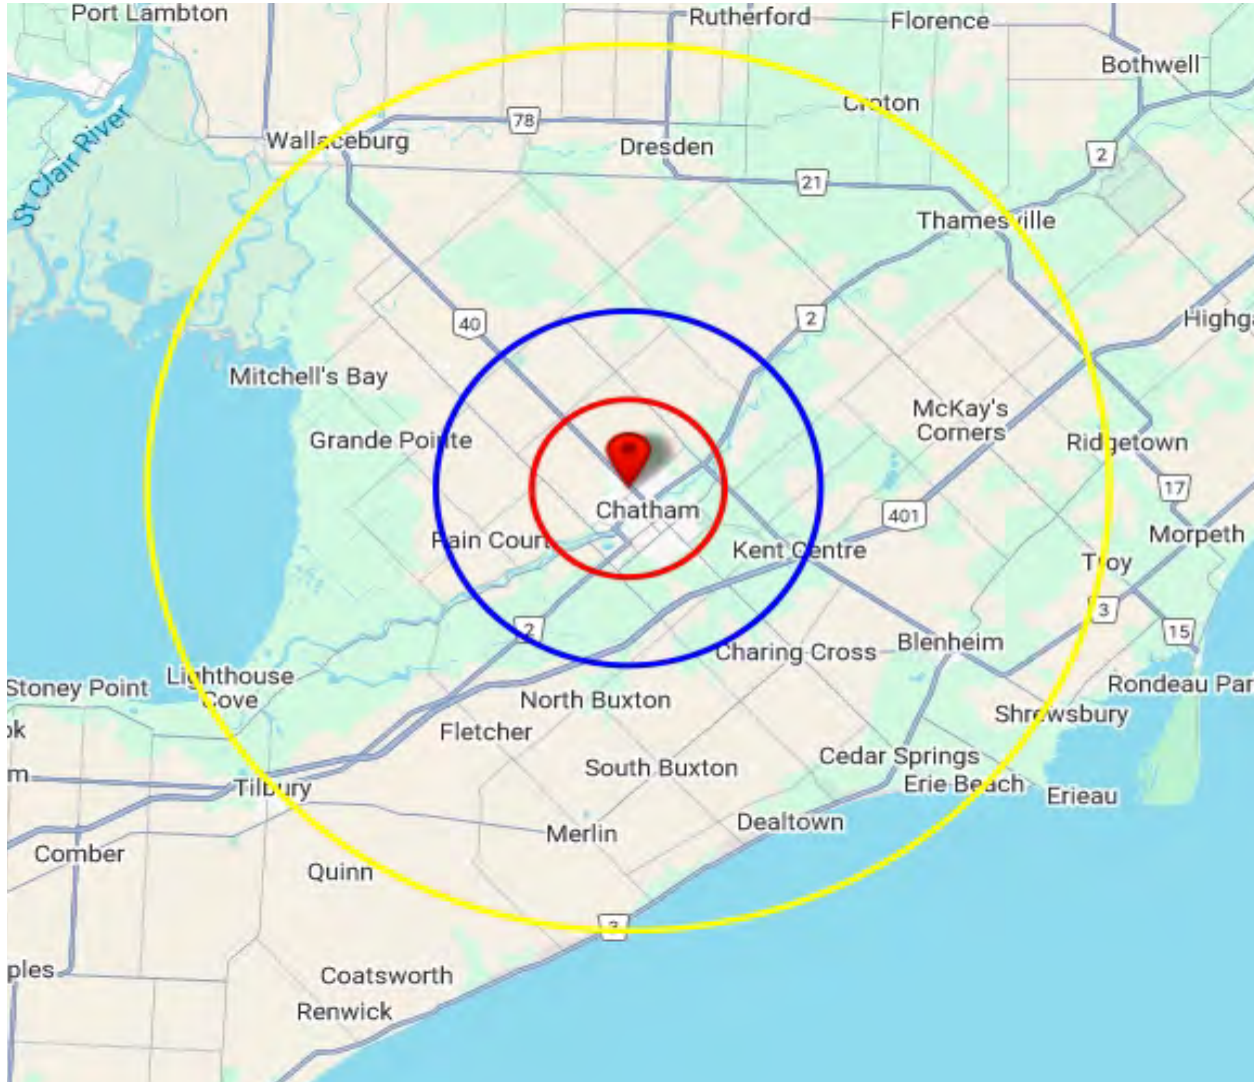 Port Lambton
Rutherford
Florence
Bothwell
Croton
St Clair River
78
Wallaceburg
Dresden
2
21
Thamesville
40
2
Highga
Mitchell's Bay
McKay's
Corners
Grande Pointe
Ridgetown
17
Chatham
401
Pain Court
Kent Centre
Morpeth
Troy
3
2
15
Blenheim
Charing Cross
Lighthouse
Cove
Stoney Point
Rondeau Par
North Buxton
Shrewsbury
ok
Fletcher
Cedar Springs
South Buxton
m
Tilbury
Erie Beach
Erieau
Dealtown
Merlin
Comber
Quinn
3
ples
Coatsworth
Renwick